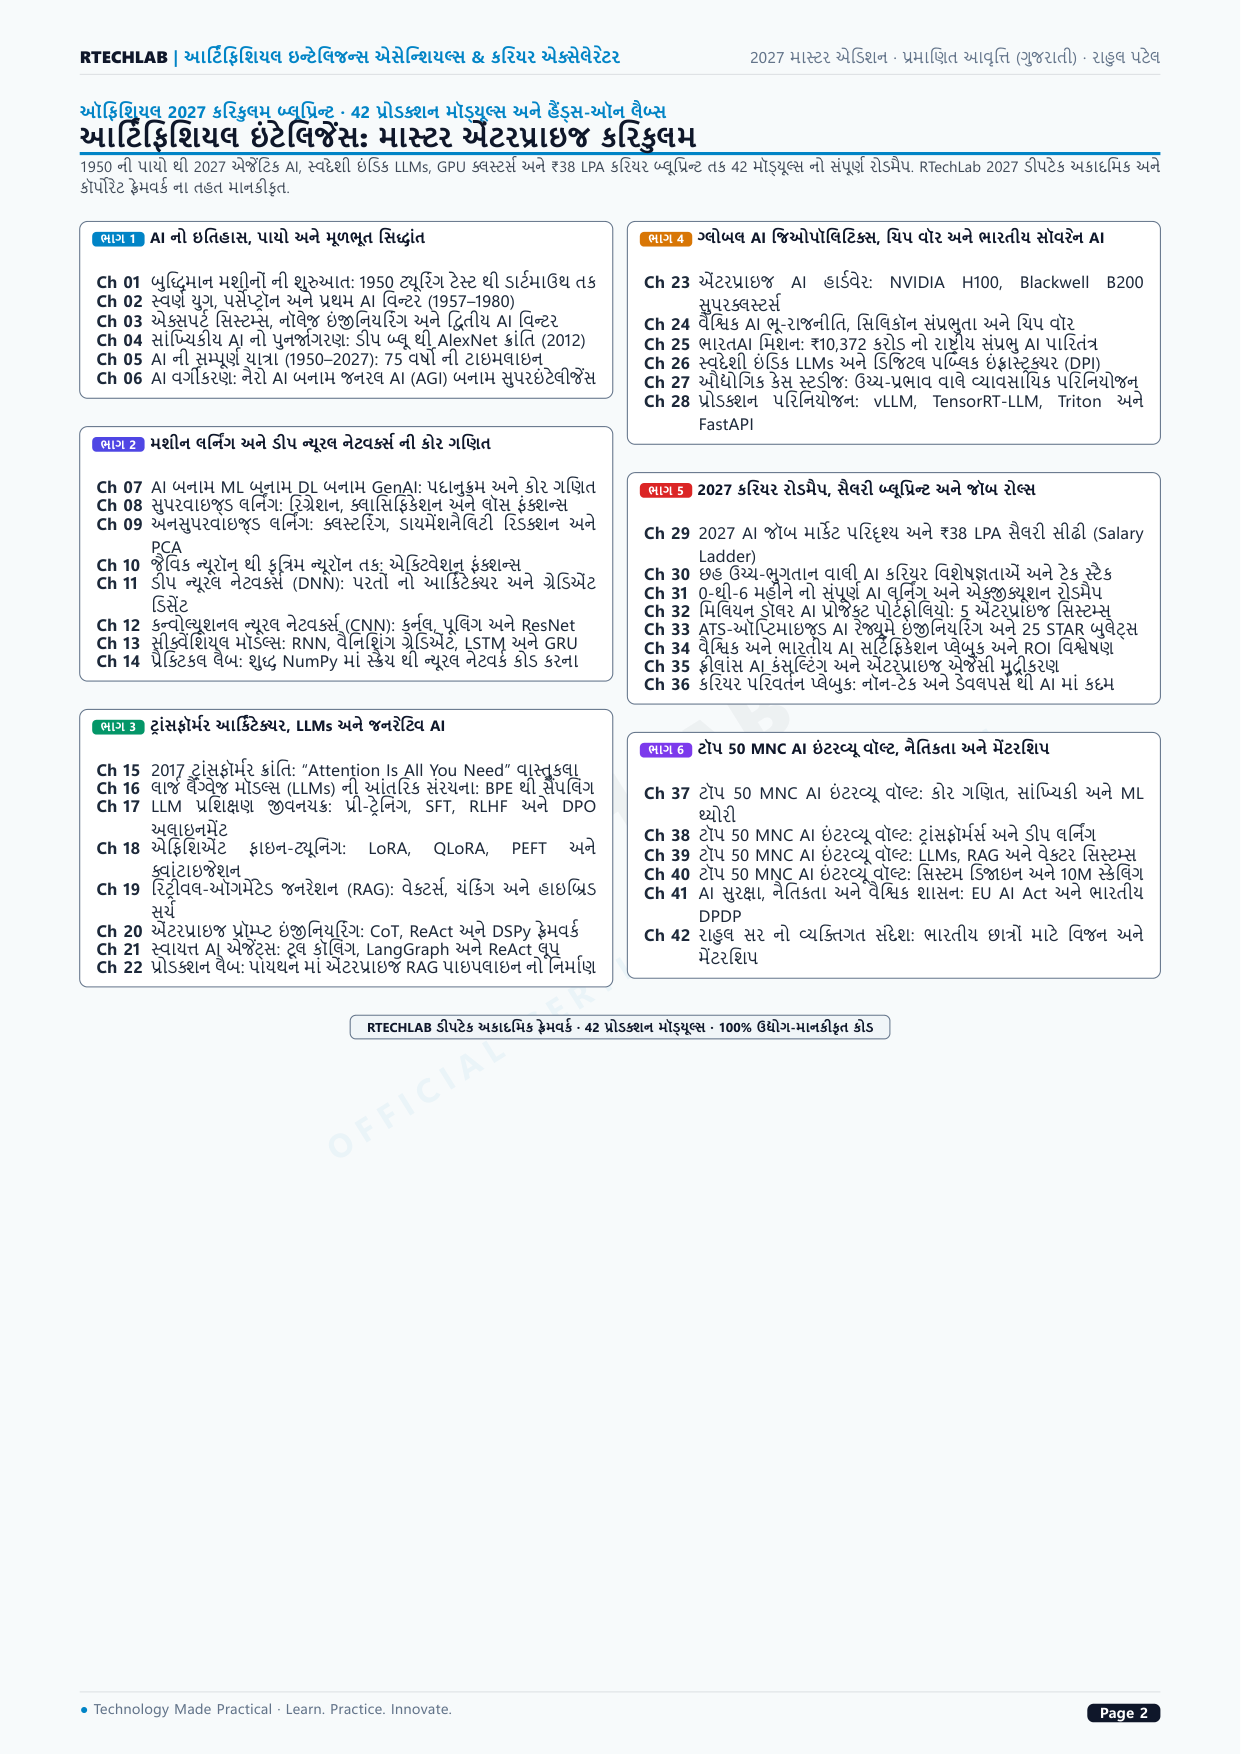 RTECHLAB | આર્ટિફિશિયલ ઇન્ટેલિજન્સ એસેન્શિયલ્સ & કરિયર એક્સેલેરેટર
2027 માસ્ટર એડિશન · પ્રમાણિત આવૃત્તિ (ગુજરાતી) · રાહુલ પટેલ
ઑફિશિયલ 2027 કરિકુલમ બ્લૂપ્રિન્ટ · 42 પ્રોડક્શન મૉડ્યૂલ્સ અને હૈંડ્સ-ઑન લૈબ્સ
આર્ટિફિશિયલ ઇંટેલિજેંસ: માસ્ટર એંટરપ્રાઇજ કરિકુલમ
1950 ની પાયો થી 2027 એજેંટિક AI, સ્વદેશી ઇંડિક LLMs, GPU ક્લસ્ટર્સ અને ₹38 LPA કરિયર બ્લૂપ્રિન્ટ તક 42 મૉડ્યૂલ્સ નો સંપૂર્ણ રોડમૈપ. RTechLab 2027 ડીપટેક અકાદમિક અને
કૉર્પોરેટ ફ્રેમવર્ક ના તહત માનકીકૃત.
ભાગ 1 AI નો ઇતિહાસ, પાયો અને મૂળભૂત સિદ્ધાંત
Ch 01 બુદ્ધિમાન મશીનોં ની શુરુઆત: 1950 ટ્યૂરિંગ ટેસ્ટ થી ડાર્ટમાઉથ તક
Ch 02 સ્વર્ણ યુગ, પર્સેપ્ટ્રૉન અને પ્રથમ AI વિન્ટર (1957–1980)
Ch 03 એક્સપર્ટ સિસ્ટમ્સ, નૉલેજ ઇંજીનિયરિંગ અને દ્વિતીય AI વિન્ટર
Ch 04 સાંખ્યિકીય AI નો પુનર્જાગરણ: ડીપ બ્લૂ થી AlexNet ક્રાંતિ (2012)
Ch 05 AI ની સમ્પૂર્ણ યાત્રા (1950–2027): 75 વર્ષો ની ટાઇમલાઇન
Ch 06 AI વર્ગીકરણ: નૈરો AI બનામ જનરલ AI (AGI) બનામ સુપરઇંટેલીજેંસ
ભાગ 2 મશીન લર્નિંગ અને ડીપ ન્યૂરલ નેટવર્ક્સ ની કોર ગણિત
Ch 07 AI બનામ ML બનામ DL બનામ GenAI: પદાનુક્રમ અને કોર ગણિત
Ch 08 સુપરવાઇજ્ડ લર્નિંગ: રિગ્રેશન, ક્લાસિફિકેશન અને લૉસ ફંક્શન્સ
Ch 09 અનસુપરવાઇજ્ડ લર્નિંગ: ક્લસ્ટરિંગ, ડાયમેંશનૈલિટી રિડક્શન અને
PCA
Ch 10 જૈવિક ન્યૂરૉન થી કૃત્રિમ ન્યૂરૉન તક: એક્ટિવેશન ફંક્શન્સ
Ch 11 ડીપ ન્યૂરલ નેટવર્ક્સ (DNN): પરતોં નો આર્કિટેક્ચર અને ગ્રેડિએંટ
ડિસેંટ
Ch 12 કન્વોલ્યૂશનલ ન્યૂરલ નેટવર્ક્સ (CNN): કર્નલ, પૂલિંગ અને ResNet
Ch 13 સીક્વેંશિયલ મૉડલ્સ: RNN, વૈનિશિંગ ગ્રેડિએંટ, LSTM અને GRU
Ch 14 પ્રૈક્ટિકલ લૈબ: શુદ્ધ NumPy માં સ્ક્રૈચ થી ન્યૂરલ નેટવર્ક કોડ કરના
ભાગ 3 ટ્રાંસફૉર્મર આર્કિટેક્ચર, LLMs અને જનરેટિવ AI
Ch 15 2017 ટ્રાંસફૉર્મર ક્રાંતિ: “Attention Is All You Need” વાસ્તુકલા
Ch 16 લાર્જ લૈંગ્વેજ મૉડલ્સ (LLMs) ની આંતરિક સંરચના: BPE થી સૈંપલિંગ
Ch 17 LLM પ્રશિક્ષણ જીવનચક્ર: પ્રી-ટ્રેનિંગ, SFT, RLHF અને DPO
અલાઇનમેંટ
Ch 18 એફિશિએંટ ફાઇન-ટ્યૂનિંગ: LoRA, QLoRA, PEFT અને
ક્વાંટાઇજેશન
Ch 19 રિટ્રીવલ-ઑગમેંટેડ જનરેશન (RAG): વેક્ટર્સ, ચંકિંગ અને હાઇબ્રિડ
સર્ચ
Ch 20 એંટરપ્રાઇજ પ્રૉમ્પ્ટ ઇંજીનિયરિંગ: CoT, ReAct અને DSPy ફ્રેમવર્ક
Ch 21 સ્વાયત્ત AI એજેંટ્સ: ટૂલ કૉલિંગ, LangGraph અને ReAct લૂપ
Ch 22 પ્રોડક્શન લૈબ: પાયથન માં એંટરપ્રાઇજ RAG પાઇપલાઇન નો નિર્માણ
ભાગ 4 ગ્લોબલ AI જિઓપૉલિટિક્સ, ચિપ વૉર અને ભારતીય સૉવરેન AI
Ch 23 એંટરપ્રાઇજ AI હાર્ડવેર: NVIDIA H100, Blackwell B200
સુપરક્લસ્ટર્સ
Ch 24 વૈશ્વિક AI ભૂ-રાજનીતિ, સિલિકૉન સંપ્રભુતા અને ચિપ વૉર
Ch 25 ભારતAI મિશન: ₹10,372 કરોડ નો રાષ્ટ્રીય સંપ્રભુ AI પારિતંત્ર
Ch 26 સ્વદેશી ઇંડિક LLMs અને ડિજિટલ પબ્લિક ઇંફ્રાસ્ટ્રક્ચર (DPI)
Ch 27 ઔદ્યોગિક કેસ સ્ટડીજ: ઉચ્ચ-પ્રભાવ વાલે વ્યાવસાયિક પરિનિયોજન
Ch 28 પ્રોડક્શન પરિનિયોજન: vLLM, TensorRT-LLM, Triton અને
FastAPI
ભાગ 5 2027 કરિયર રોડમૈપ, સૈલરી બ્લૂપ્રિન્ટ અને જૉબ રોલ્સ
Ch 29 2027 AI જૉબ માર્કેટ પરિદૃશ્ય અને ₹38 LPA સૈલરી સીઢી (Salary
Ladder)
Ch 30 છહ ઉચ્ચ-ભુગતાન વાલી AI કરિયર વિશેષજ્ઞતાએં અને ટેક સ્ટૈક
Ch 31 0-થી-6 મહીને નો સંપૂર્ણ AI લર્નિંગ અને એક્જીક્યૂશન રોડમૈપ
Ch 32 મિલિયન ડૉલર AI પ્રોજેક્ટ પોર્ટફોલિયો: 5 એંટરપ્રાઇજ સિસ્ટમ્સ
Ch 33 ATS-ઑપ્ટિમાઇજ્ડ AI રેજ્યૂમે ઇંજીનિયરિંગ અને 25 STAR બુલેટ્સ
Ch 34 વૈશ્વિક અને ભારતીય AI સર્ટિફિકેશન પ્લેબુક અને ROI વિશ્લેષણ
Ch 35 ફ્રીલાંસ AI કંસલ્ટિંગ અને એંટરપ્રાઇજ એજેંસી મુદ્રીકરણ
Ch 36 કરિયર પરિવર્તન પ્લેબુક: નૉન-ટેક અને ડેવલપર્સ થી AI માં કદમ
ભાગ 6 ટૉપ 50 MNC AI ઇંટરવ્યૂ વૉલ્ટ, નૈતિકતા અને મેંટરશિપ
Ch 37 ટૉપ 50 MNC AI ઇંટરવ્યૂ વૉલ્ટ: કોર ગણિત, સાંખ્યિકી અને ML
થ્યોરી
Ch 38 ટૉપ 50 MNC AI ઇંટરવ્યૂ વૉલ્ટ: ટ્રાંસફૉર્મર્સ અને ડીપ લર્નિંગ
Ch 39 ટૉપ 50 MNC AI ઇંટરવ્યૂ વૉલ્ટ: LLMs, RAG અને વેક્ટર સિસ્ટમ્સ
Ch 40 ટૉપ 50 MNC AI ઇંટરવ્યૂ વૉલ્ટ: સિસ્ટમ ડિજાઇન અને 10M સ્કેલિંગ
Ch 41 AI સુરક્ષા, નૈતિકતા અને વૈશ્વિક શાસન: EU AI Act અને ભારતીય
DPDP
Ch 42 રાહુલ સર નો વ્યક્તિગત સંદેશ: ભારતીય છાત્રોં માટે વિજન અને
મેંટરશિપ
RTECHLAB ડીપટેક અકાદમિક ફ્રેમવર્ક · 42 પ્રોડક્શન મૉડ્યૂલ્સ · 100% ઉદ્યોગ-માનકીકૃત કોડ
OFFICIAL
● Technology Made Practical · Learn. Practice. Innovate.
Page 2